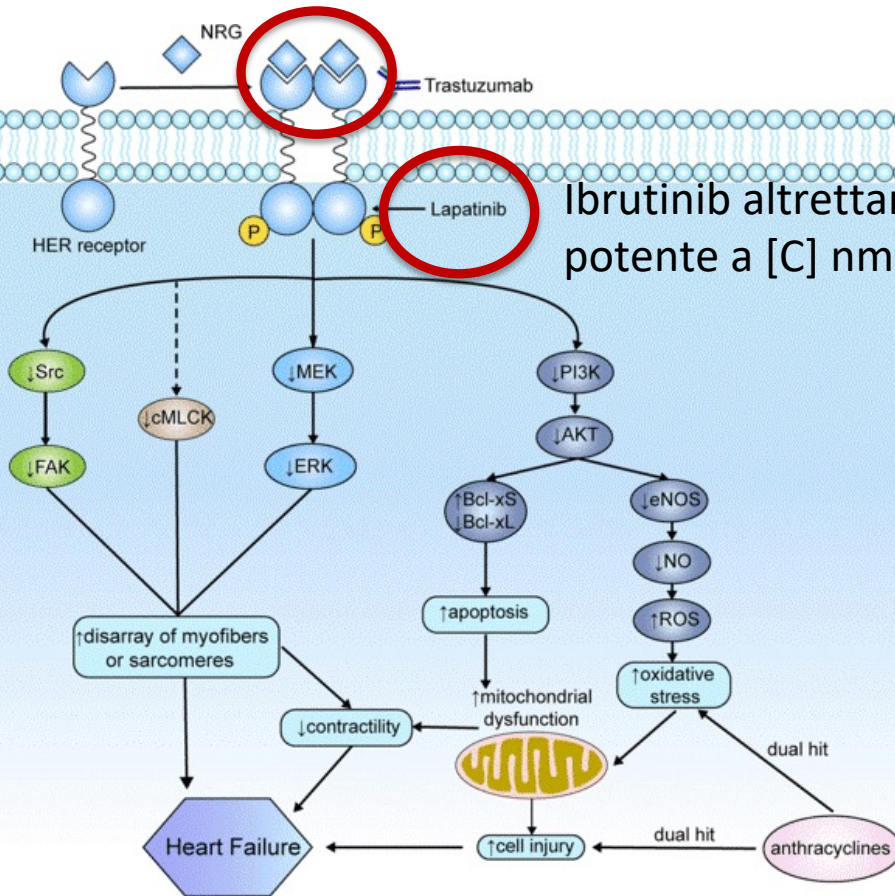 NRG
Trastuzumab
Lapatinib
Ibrutinib
potente a [C] nm
HER receptor
P
P
↓Src
↓MEK
↓PI3K
↓cMLCK
↓AKT
↓FAK
↓ERK
↑Bcl-xS
↓Bcl-xL
↓eNOS
↓NO
↑apoptosis
↑ROS
↑disarray of myofibers
or sarcomeres
↑oxidative
stress
↑mitochondrial
dysfunction
↓contractility
dual hit
Heart Failure
↑cell injury
dual hit
anthracyclines